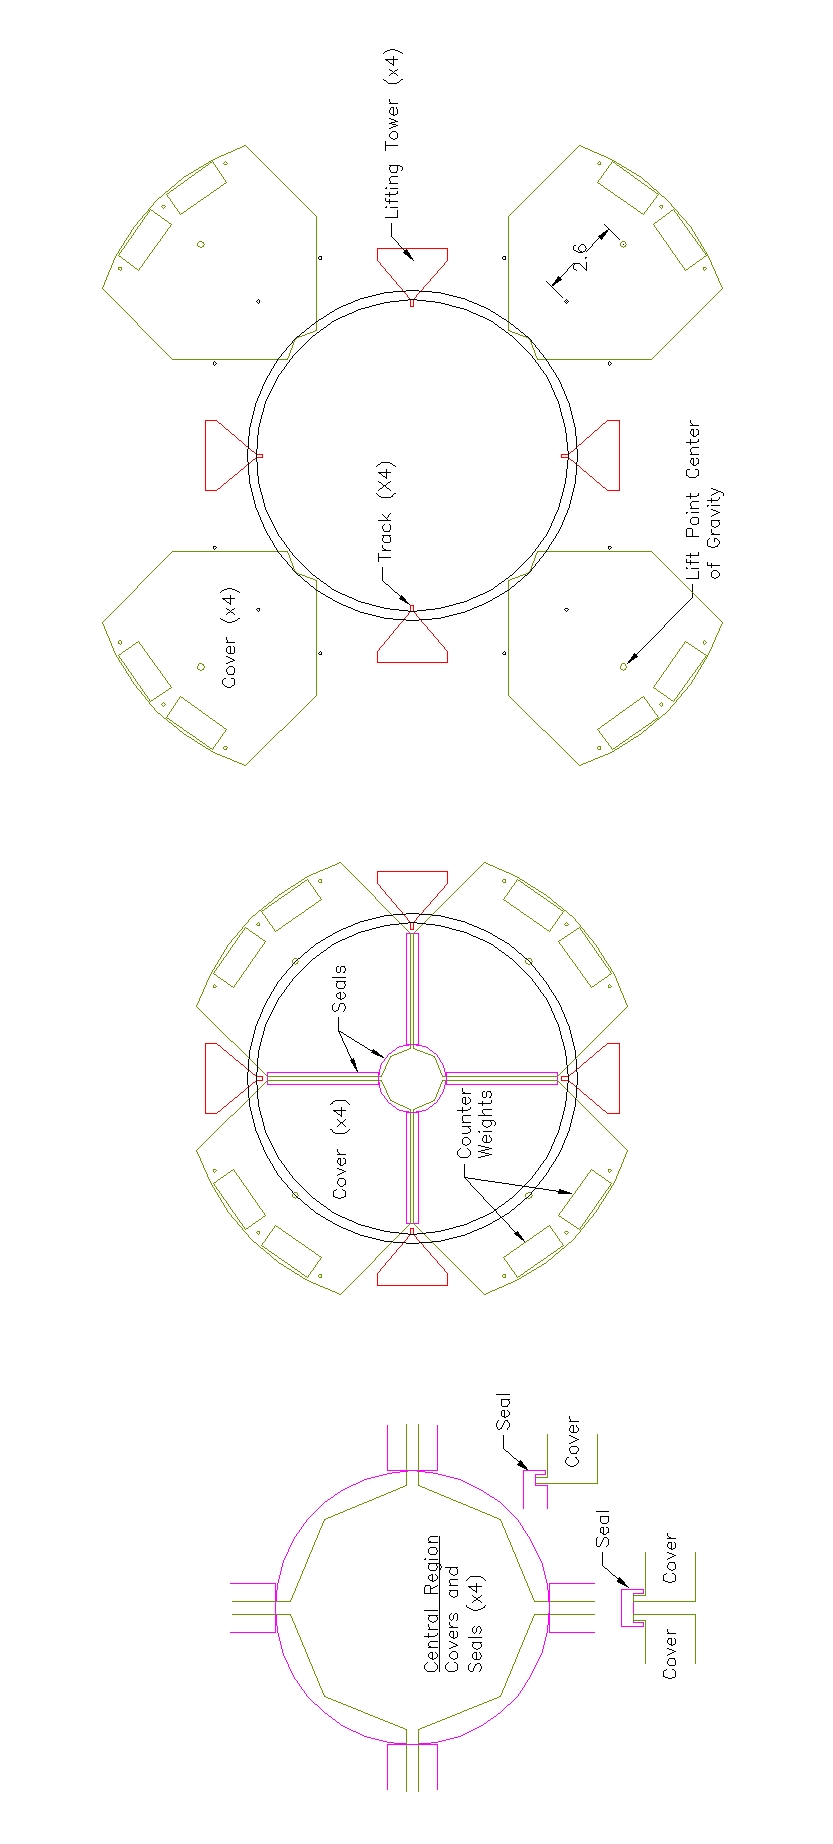 Lifting Tower (x4)
2.6
Track (X4)
Lift Point Center
of Gravity
Cover (x4)
Seals
Cover (x4)
Counter
Weights
Seal
Cover
Central Region
Covers and
Seals (x4)
Seal
Cover
Cover